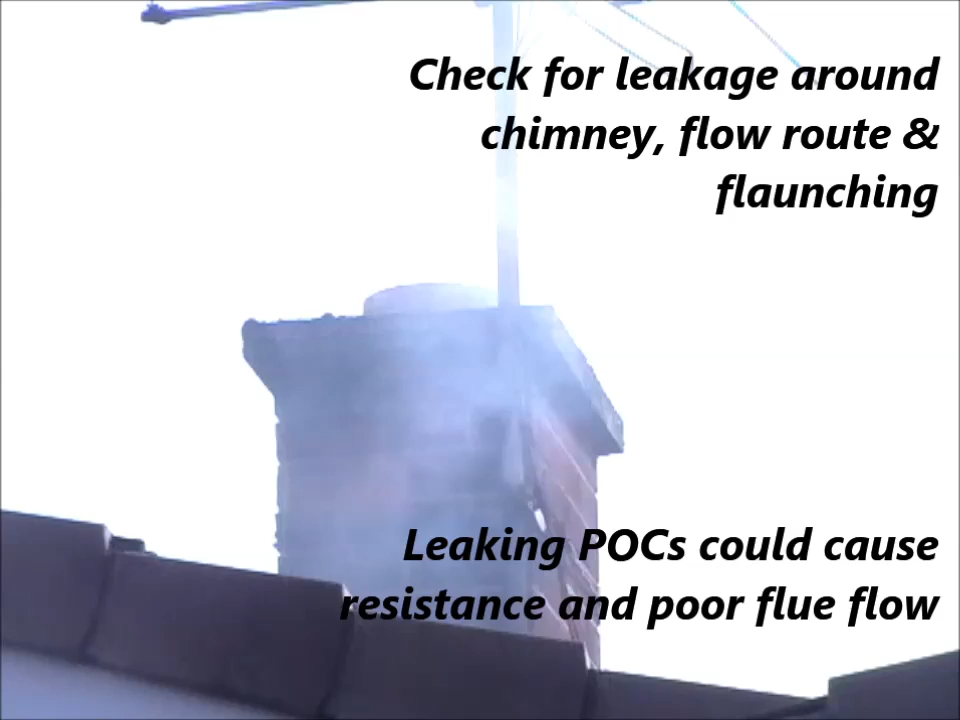 Check for leakage around
chimney, flow route &
flaunching
Leaking POCs could cause
resistance and poor flue flow